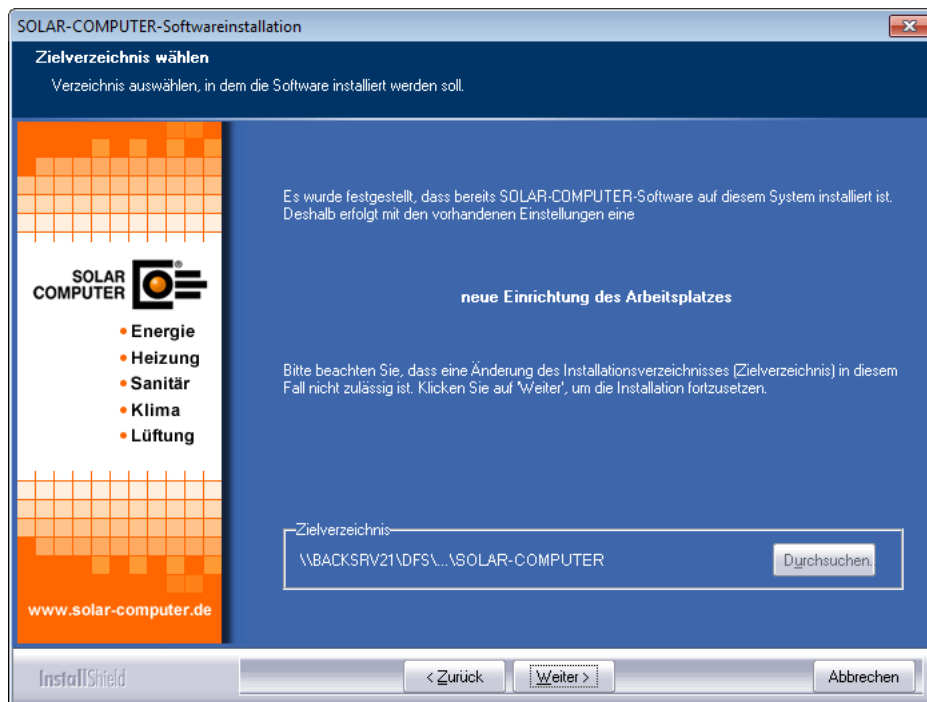 SOLAR-COMPUTER-Softwareinstallation
Zielverzeichnis wählen
Verzeichnis auswählen, in dem die Software installiert werden soll.
Es wurde festgestellt, dass bereits SOLAR-COMPUTER-Software auf diesem System installiert ist.
Deshalb erfolgt mit den vorhandenen Einstellungen eine
neue Einrichtung des Arbeitsplatzes
Bitte beachten Sie, dass eine Änderung des Installationsverzeichnisses (Zielverzeichnis) in diesem
Fall nicht zulässig ist. Klicken Sie auf 'Weiter', um die Installation fortzusetzen.
SOLAR
COMPUTER
®
• Energie
• Heizung
• Sanitär
• Klima
• Lüftung
www.solar-computer.de
Zielverzeichnis
\\BACKSRV21\DFS\...\SOLAR-COMPUTER
Durchsuchen.
InstallShield
< Zurück
Weiter >
Abbrechen